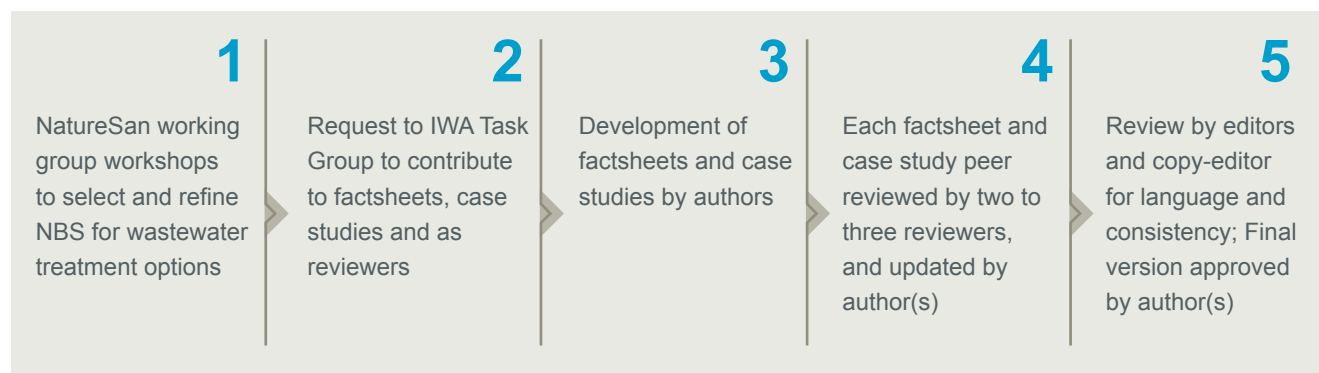 1
NatureSan working
group workshops
to select and refine
NBS for wastewater
treatment options
2
Request to IWA Task
Group to contribute
to factsheets, case
studies and as
reviewers
3
Development of
factsheets and case
studies by authors
4
Each factsheet and
case study peer
reviewed by two to
three reviewers,
and updated by
author(s)
5
Review by editors
and copy-editor
for language and
consistency; Final
version approved
by author(s)